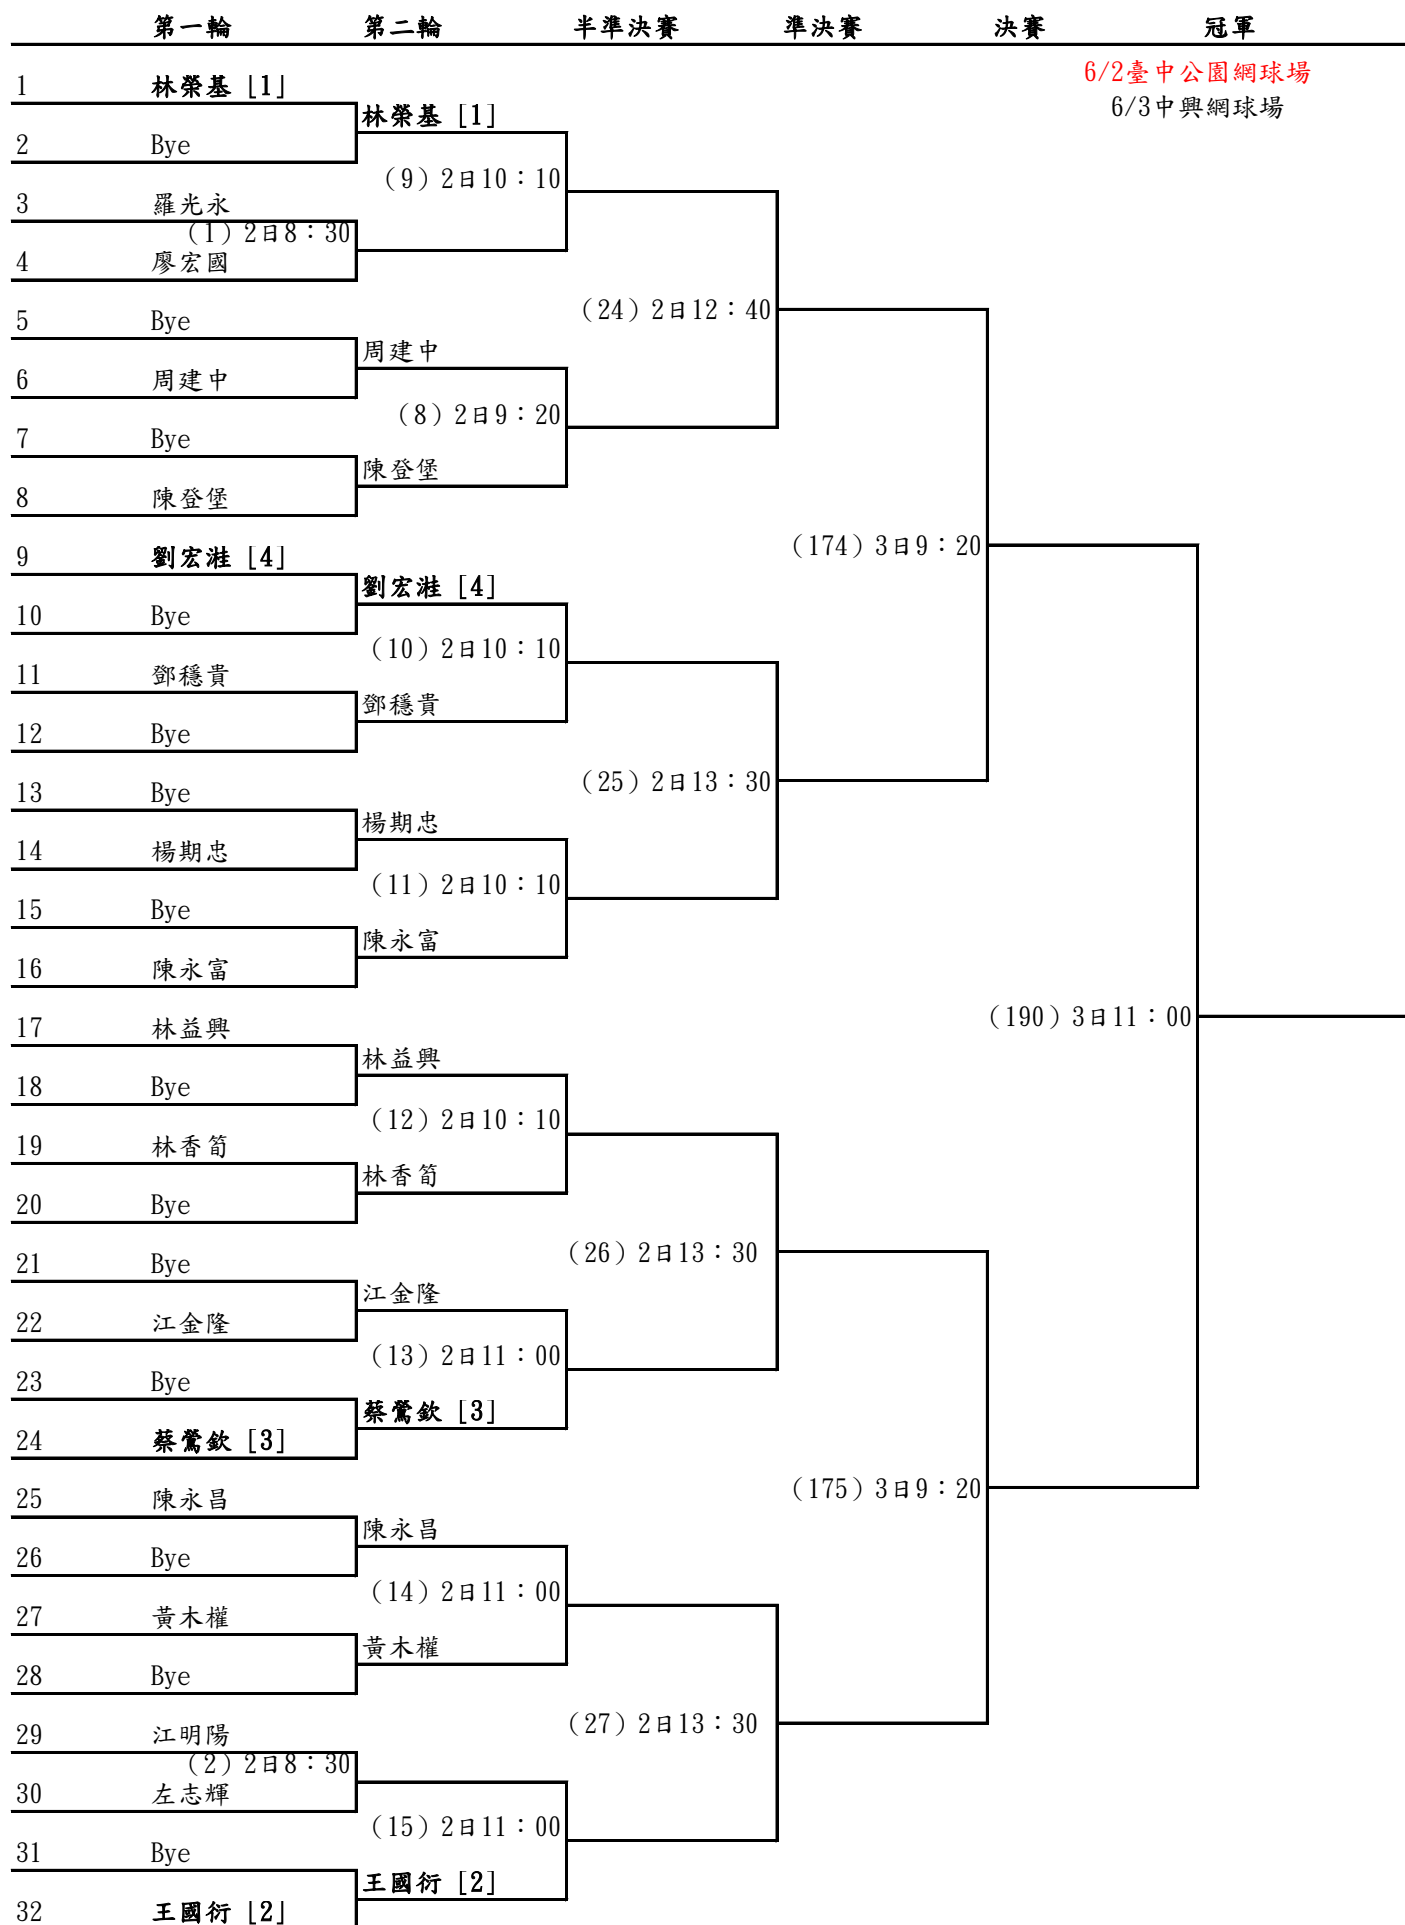 第一輪 第二輪 半準決賽 準決賽 決賽 冠軍
6/2臺中公園網球場
1 林榮基 [1]
6/3中興網球場
林榮基 [1]
2 Bye
(9)2日10：10
3 羅光永
(1)2日8：30
4 廖宏國
(24)2日12：40
5 Bye
周建中
6 周建中
(8)2日9：20
7 Bye
陳登堡
8 陳登堡
(174)3日9：20
9 劉宏溎 [4]
劉宏溎 [4]
10 Bye
(10)2日10：10
11 鄧穩貴
鄧穩貴
12 Bye
(25)2日13：30
13 Bye
楊期忠
14 楊期忠
(11)2日10：10
15 Bye
陳永富
16 陳永富
(190)3日11：00
17 林益興
林益興
18 Bye
(12)2日10：10
19 林香筍
林香筍
20 Bye
(26)2日13：30
21 Bye
江金隆
22 江金隆
(13)2日11：00
23 Bye
蔡鶯欽 [3]
24 蔡鶯欽 [3]
(175)3日9：20
25 陳永昌
陳永昌
26 Bye
(14)2日11：00
27 黃木權
黃木權
28 Bye
(27)2日13：30
29 江明陽
(2)2日8：30
30 左志輝
(15)2日11：00
31 Bye
王國衍 [2]
32 王國衍 [2]